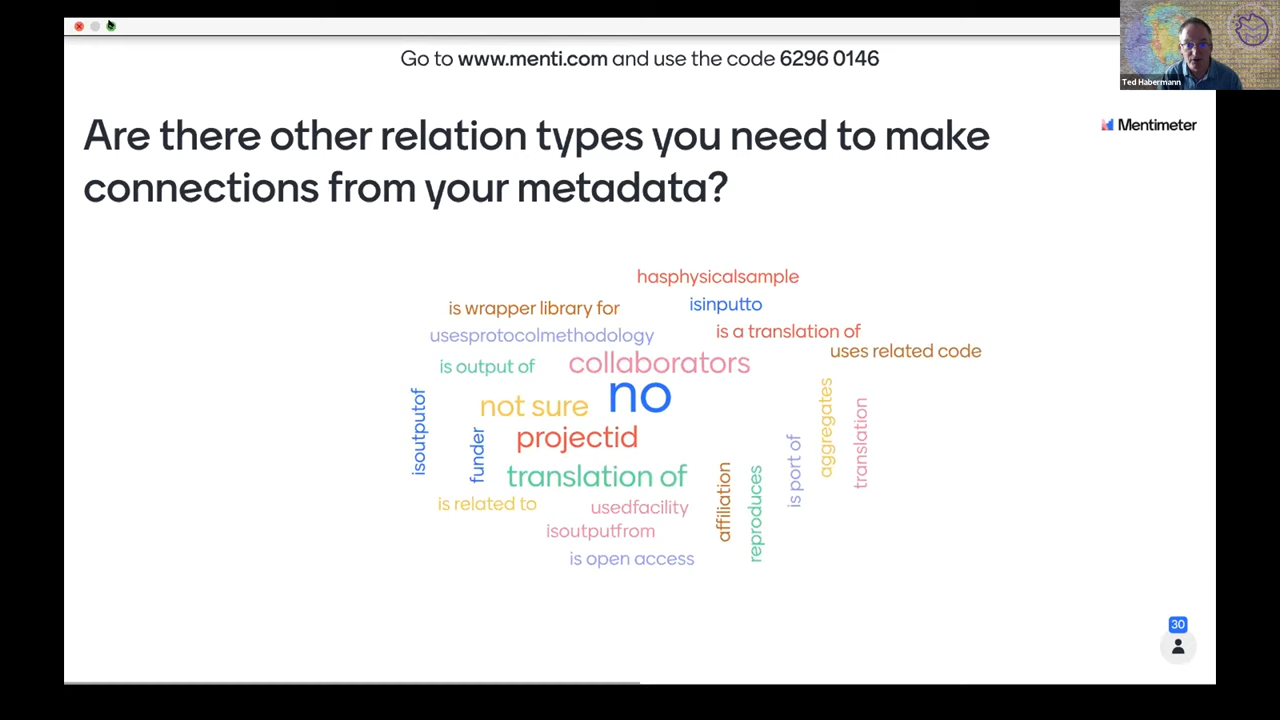 Go to www.menti.com and use the code 6296 0146
Ted Habermann
Mentimeter
Are there other relation types you need to make
connections from your metadata?
hasphysicalsample
is wrapper library for
isinputto
usesprotocolmethodology
is a translation of
uses related code
is output of
collaborators
no
not sure
isoutputof
funder
projectid
translation of
affiliation
reproduces
is port of
aggregates
translation
is related to
usedfacility
isoutputfrom
is open access
30